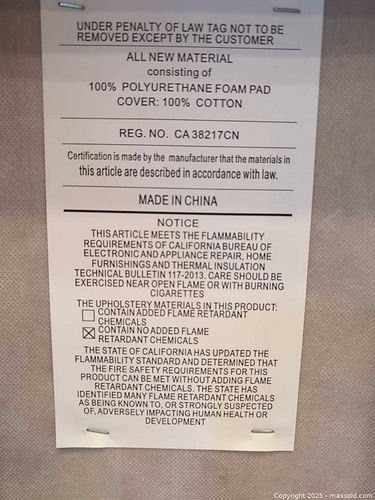 UNDER PENALTY OF LAW TAG NOT TO BE
REMOVED EXCEPT BY THE CUSTOMER
ALL NEW MATERIAL
consisting of
100% POLYURETHANE FOAM PAD
COVER: 100% COTTON
REG. NO. CA38217CN
Certification is made by the manufacturer that the materials in
this article are described in accordance with law.
MADE IN CHINA
NOTICE
THIS ARTICLE MEETS THE FLAMMABILITY
REQUIREMENTS OF CALIFORNIA BUREAU OF
ELECTRONIC AND APPLIANCE REPAIR, HOME
FURNISHINGS AND THERMAL INSULATION
TECHNICAL BULLETIN 117-2013. CARE SHOULD BE
EXERCISED NEAR OPEN FLAME OR WITH BURNING
CIGARETTES
THE UPHOLSTERY MATERIALS IN THIS PRODUCT:
CONTAIN ADDED FLAME RETARDANT
CHEMICALS
CONTAIN NO ADDED FLAME
RETARDANT CHEMICALS
THE STATE OF CALIFORNIA HAS UPDATED THE
FLAMMABILITY STANDARD AND DETERMINED THAT
THE FIRE SAFETY REQUIREMENTS FOR THIS
PRODUCT CAN BE MET WITHOUT ADDING FLAME
RETARDANT CHEMICALS. THE STATE HAS
IDENTIFIED MANY FLAME RETARDANT CHEMICALS
AS BEING KNOWN TO, OR STRONGLY SUSPECTED
OF, ADVERSELY IMPACTING HUMAN HEALTH OR
DEVELOPMENT
Copyright 2025 - maxsold.com